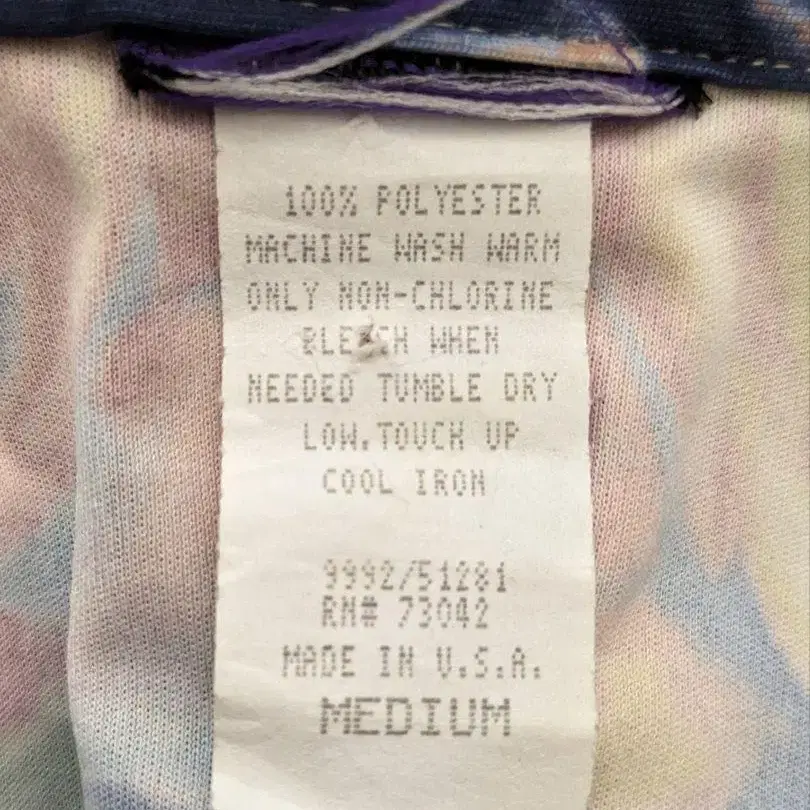 100% POLYESTER
MACHINE WASH WARM
ONLY NON-CHLORINE
BLEACH WHEN
NEEDED TUMBLE DRY
LOW.TOUCH UP
COOL IRON
9992/51281
RN# 73042
MADE IN U.S.A.
MEDIUM